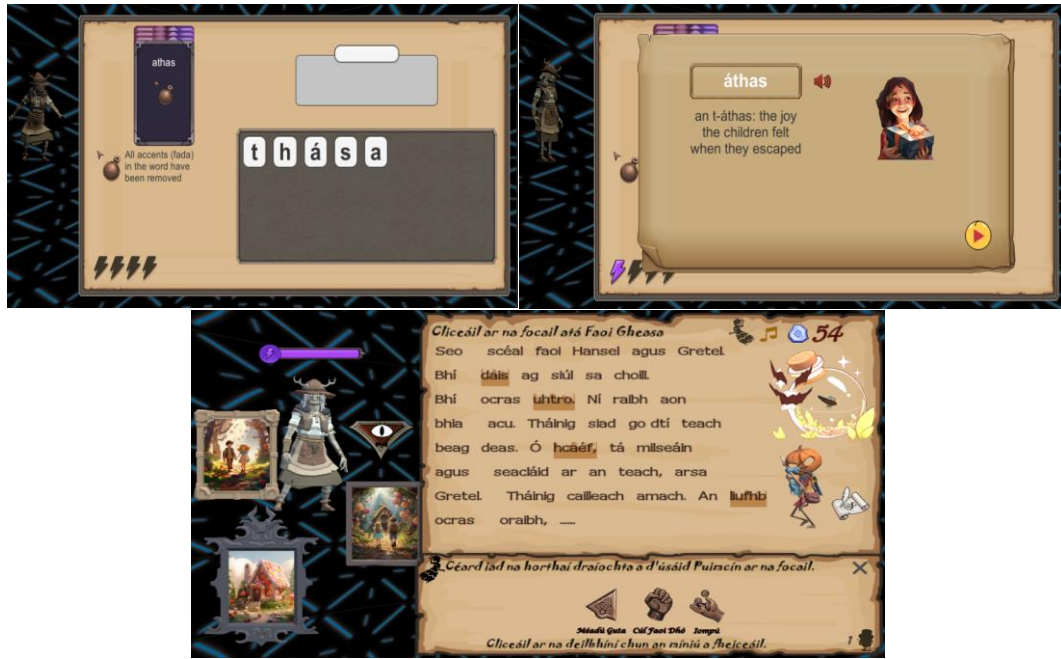 athas
All accents (fada)
in the word have
been removed
t h á s a
áthas
an t-áthas: the joy
the children felt
when they escaped
Cliceáil ar na focail atá Faoi Gheasa
54
Seo scéal faoi Hansel agus Gretel.
Bhí dáis ag siúl sa choill.
Bhí ocras uhtro. Ní raibh aon
bhia acu. Tháinig siad go dtí teach
beag deas. Ó hcâéf, tá milseáin
agus seacláid ar an teach, arsa
Gretel. Tháinig cailleach amach. An liufhb
ocras oraibh, ......
Céard iad na horthaí draíochta a d'úsáid Puimcín ar na focail.
Méadú Guta Cúl Faoi Dhó Iompú
Cliceáil ar na deilbhíní chun an míniú a fheiceáil.
1